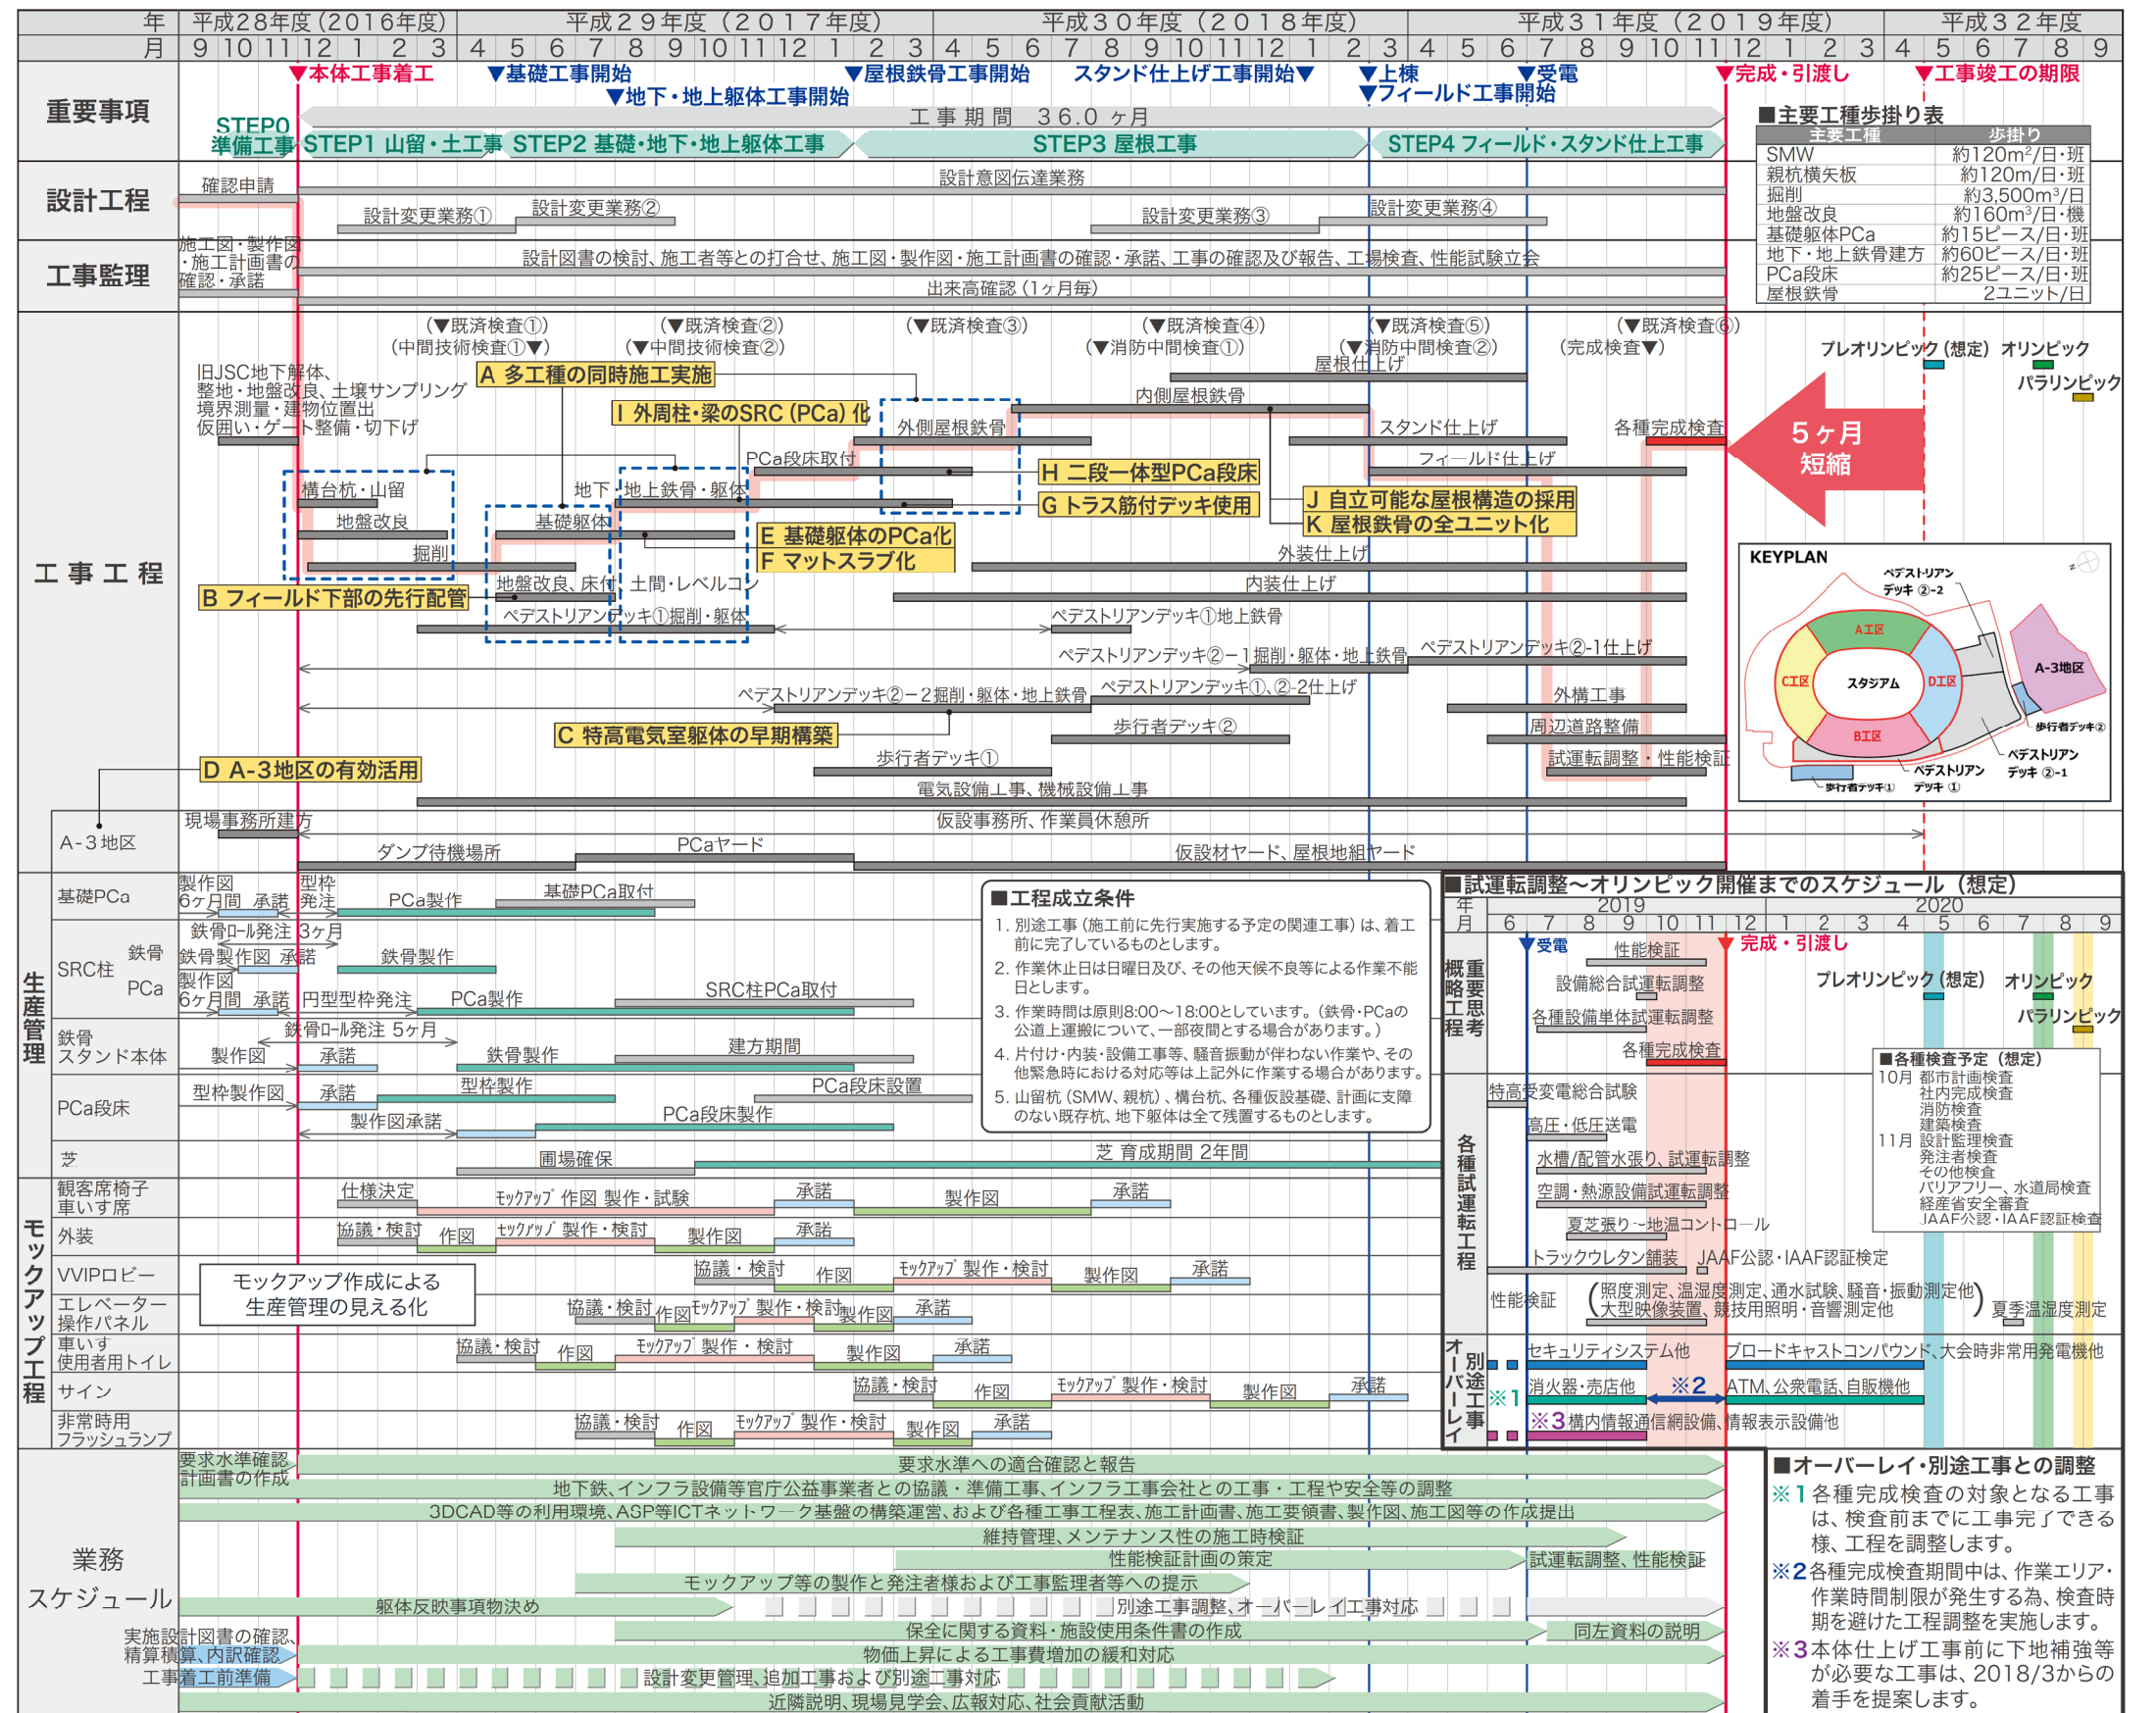 年 平成28年度（2016年度） 平成29年度（2017年度） 平成30年度（2018年度） 平成31年度（2019年度） 平成32年度
月 9 10 11 12 1 2 3 4 5 6 7 8 9 10 11 12 1 2 3 4 5 6 7 8 9 10 11 12 1 2 3 4 5 6 7 8 9 10 11 12 1 2 3 4 5 6 7 8 9
重要事項
▼本体工事着工 ▼基礎工事開始 ▼屋根鉄骨工事開始 スタンド仕上げ工事開始▼ ▼上棟 ▼受電 ▼完成・引渡し ▼工事竣工の期限
▼地下・地上躯体工事開始 ▼フィールド工事開始
工事期間 36.0ヶ月
STEP0
準備工事 STEP1 山留・土工事 STEP2 基礎・地下・地上躯体工事 STEP3 屋根工事 STEP4 フィールド・スタンド仕上工事
■主要工種歩掛り表
主要工種 歩掛り
SMW 約120m²/日・班
親杭横矢板 約120m/日・班
掘削 約3,500m³/日
地盤改良 約160m³/日・機
基礎躯体PCa 約15ピース/日・班
地下・地上鉄骨建方 約60ピース/日・班
PCa段床 約25ピース/日・班
屋根鉄骨 2ユニット/日
設計工程
確認申請 設計意図伝達業務
設計変更業務① 設計変更業務② 設計変更業務③ 設計変更業務④
工事監理
施工図・製作図
・施工計画書の
確認・承諾
設計図書の検討、施工者等との打合せ、施工図・製作図・施工計画書の確認・承諾、工事の確認及び報告、工場検査、性能試験立会
出来高確認（1ヶ月毎）
工事工程
（▼既済検査①） （▼既済検査②） （▼既済検査③） （▼既済検査④） （▼既済検査⑤） （▼既済検査⑥）
（中間技術検査①▼） （▼中間技術検査②） （▼消防中間検査①） （▼消防中間検査②） （完成検査▼）
プレオリンピック（想定） オリンピック
パラリンピック
旧JSC地下解体、
整地・地盤改良、土壌サンプリング
境界測量・建物位置出
仮囲い・ゲート整備・切下げ
A 多工種の同時施工実施
I 外周柱・梁のSRC（PCa）化
屋根仕上げ
内側屋根鉄骨
外側屋根鉄骨 スタンド仕上げ 各種完成検査
5ヶ月
短縮
PCa段床取付 H 二段一体型PCa段床 フィールド仕上げ
構台杭・山留 地下・地上鉄骨・躯体 G トラス筋付デッキ使用
J 自立可能な屋根構造の採用
K 屋根鉄骨の全ユニット化
地盤改良 基礎躯体
E 基礎躯体のPCa化
F マットスラブ化
掘削 外装仕上げ
B フィールド下部の先行配管 地盤改良、床付 土間・レベルコン 内装仕上げ
ペデストリアンデッキ①掘削・躯体 ペデストリアンデッキ①地上鉄骨
ペデストリアンデッキ②−1掘削・躯体・地上鉄骨 ペデストリアンデッキ②-1仕上げ
ペデストリアンデッキ②−2掘削・躯体・地上鉄骨 ペデストリアンデッキ①、②-2仕上げ 外構工事
C 特高電気室躯体の早期構築 歩行者デッキ② 周辺道路整備
D A-3地区の有効活用 歩行者デッキ① 試運転調整・性能検証
電気設備工事、機械設備工事
KEYPLAN
N
ペデストリアン
デッキ ②-2
A工区
C工区 スタジアム D工区
B工区
A-3地区
歩行者デッキ②
ペデストリアン
デッキ ②-1
ペデストリアン
デッキ ①
歩行者デッキ①
A-3地区
現場事務所建方 仮設事務所、作業員休憩所
ダンプ待機場所 PCaヤード 仮設材ヤード、屋根地組ヤード
生産管理
基礎PCa
製作図
6ヶ月間 承諾 型枠
発注 PCa製作 基礎PCa取付
SRC柱 鉄骨
PCa
鉄骨ﾛｰﾙ発注 3ヶ月
鉄骨製作図 承諾 鉄骨製作
製作図
6ヶ月間 承諾 円型型枠発注 PCa製作 SRC柱PCa取付
鉄骨
スタンド本体
鉄骨ﾛｰﾙ発注 5ヶ月
製作図 承諾 鉄骨製作 建方期間
PCa段床
型枠製作図 承諾 型枠製作 PCa段床設置
製作図承諾 PCa段床製作
芝 圃場確保 芝 育成期間 2年間
■工程成立条件
1. 別途工事（施工前に先行実施する予定の関連工事）は、着工
前に完了しているものとします。
2. 作業休止日は日曜日及び、その他天候不良等による作業不能
日とします。
3. 作業時間は原則8:00〜18:00としています。（鉄骨・PCaの
公道上運搬について、一部夜間とする場合があります。）
4. 片付け・内装・設備工事等、騒音振動が伴わない作業や、その
他緊急時における対応等は上記外に作業する場合があります。
5. 山留杭（SMW、親杭）、構台杭、各種仮設基礎、計画に支障
のない既存杭、地下躯体は全て残置するものとします。
モックアップ工程
観客席椅子
車いす席
仕様決定 ﾓｯｸｱｯﾌﾟ作図 製作・試験 承諾 製作図 承諾
外装 協議・検討 作図 ﾓｯｸｱｯﾌﾟ製作・検討 製作図 承諾
VVIPロビー 協議・検討 作図 ﾓｯｸｱｯﾌﾟ製作・検討 製作図 承諾
モックアップ作成による
生産管理の見える化
エレベーター
操作パネル
協議・検討 作図 ﾓｯｸｱｯﾌﾟ製作・検討 製作図 承諾
車いす
使用者用トイレ
協議・検討 作図 ﾓｯｸｱｯﾌﾟ製作・検討 製作図 承諾
サイン 協議・検討 作図 ﾓｯｸｱｯﾌﾟ製作・検討 製作図 承諾
非常時用
フラッシュランプ
協議・検討 作図 ﾓｯｸｱｯﾌﾟ製作・検討 製作図 承諾
■試運転調整〜オリンピック開催までのスケジュール（想定）
年 2019 2020
月 6 7 8 9 10 11 12 1 2 3 4 5 6 7 8 9
重要思考
概略工程
▼受電 ▼完成・引渡し
性能検証
設備総合試運転調整
各種設備単体試運転調整
各種完成検査
プレオリンピック（想定） オリンピック
パラリンピック
■各種検査予定（想定）
10月 都市計画検査
社内完成検査
消防検査
建築検査
11月 設計監理検査
発注者検査
その他検査
バリアフリー、水道局検査
経産省安全審査
JAAF公認・IAAF認証検査
各種試運転工程
特高受変電総合試験
高圧・低圧送電
水槽/配管水張り、試運転調整
空調・熱源設備試運転調整
夏芝張り〜地温コントロール
トラックウレタン舗装 JAAF公認・IAAF認証検定
性能検証
（照度測定、温湿度測定、通水試験、騒音・振動測定他
大型映像装置、競技用照明・音響測定他） 夏季温湿度測定
別途工事
オーバーレイ
セキュリティシステム他 ブロードキャストコンパウンド、大会時非常用発電機他
※1 消火器・売店他 ※2 ATM、公衆電話、自販機他
※3 構内情報通信網設備、情報表示設備他
業務
スケジュール
要求水準確認
計画書の作成
要求水準への適合確認と報告
地下鉄、インフラ設備等官庁公益事業者との協議・準備工事、インフラ工事会社との工事・工程や安全等の調整
3DCAD等の利用環境、ASP等ICTネットワーク基盤の構築運営、および各種工事工程表、施工計画書、施工要領書、製作図、施工図等の作成提出
維持管理、メンテナンス性の施工時検証
性能検証計画の策定 試運転調整、性能検証
モックアップ等の製作と発注者様および工事監理者等への提示
躯体反映事項物決め 別途工事調整、オーバーレイ工事対応
保全に関する資料・施設使用条件書の作成 同左資料の説明
実施設計図書の確認、
精算積算、内訳確認
物価上昇による工事費増加の緩和対応
工事着工前準備 設計変更管理、追加工事および別途工事対応
近隣説明、現場見学会、広報対応、社会貢献活動
■オーバーレイ・別途工事との調整
※1 各種完成検査の対象となる工事
は、検査前までに工事完了できる
様、工程を調整します。
※2 各種完成検査期間中は、作業エリア・
作業時間制限が発生する為、検査時
期を避けた工程調整を実施します。
※3 本体仕上げ工事前に下地補強等
が必要な工事は、2018/3からの
着手を提案します。